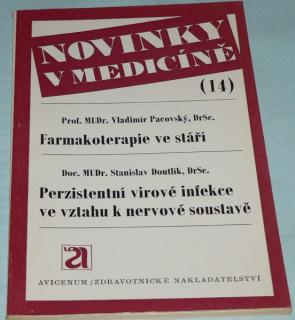 NOVINKY
V MEDICÍNĚ
(14)
Prof. MUDr. Vladimír Pacovský, DrSc.
Farmakoterapie ve stáří
Doc. MUDr. Stanislav Doutlík, DrSc.
Perzistentní virové infekce
ve vztahu k nervové soustavě
AVICENUM/ZDRAVOTNICKÉ NAKLADATELSTVÍ